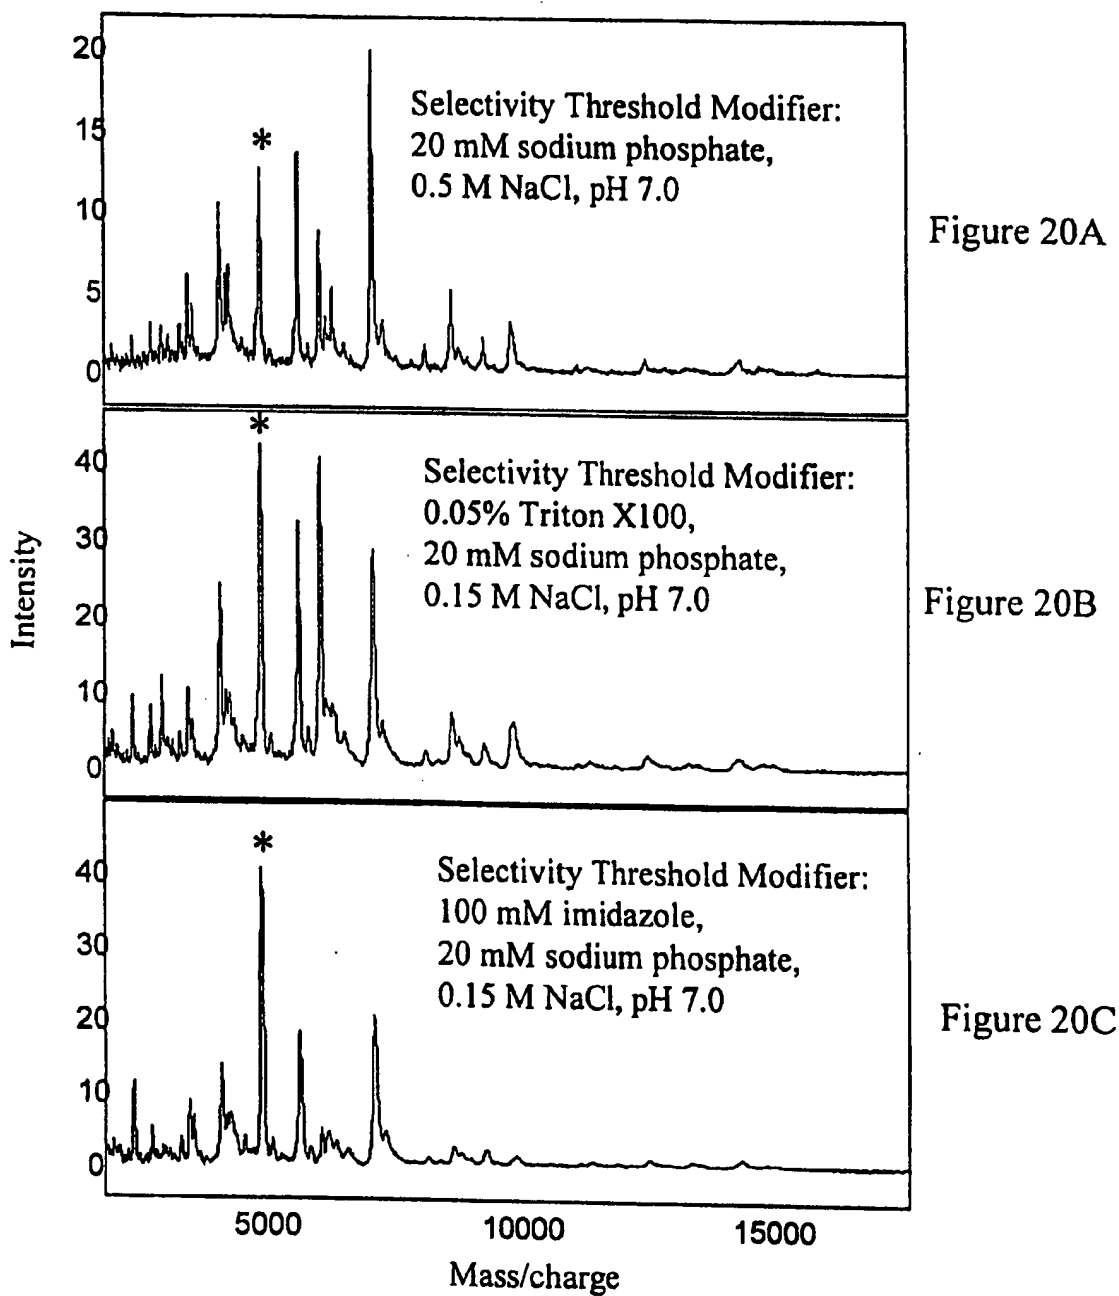 20
15
10
5
0
*
Selectivity Threshold Modifier:
20 mM sodium phosphate,
0.5 M NaCl, pH 7.0
Figure 20A
40
30
20
10
0
*
Selectivity Threshold Modifier:
0.05% Triton X100,
20 mM sodium phosphate,
0.15 M NaCl, pH 7.0
Figure 20B
Intensity
40
30
20
10
0
*
Selectivity Threshold Modifier:
100 mM imidazole,
20 mM sodium phosphate,
0.15 M NaCl, pH 7.0
Figure 20C
5000 10000 15000
Mass/charge